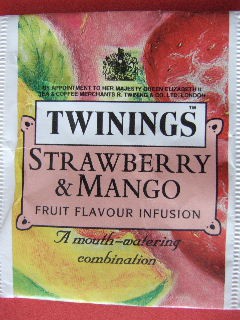 BY APPOINTMENT TO HER MAJESTY QUEEN ELIZABETH II
TEA & COFFEE MERCHANTS R. TWINING & CO. LTD. LONDON
TWININGS™
STRAWBERRY
& MANGO
FRUIT FLAVOUR INFUSION
A mouth-watering
combination